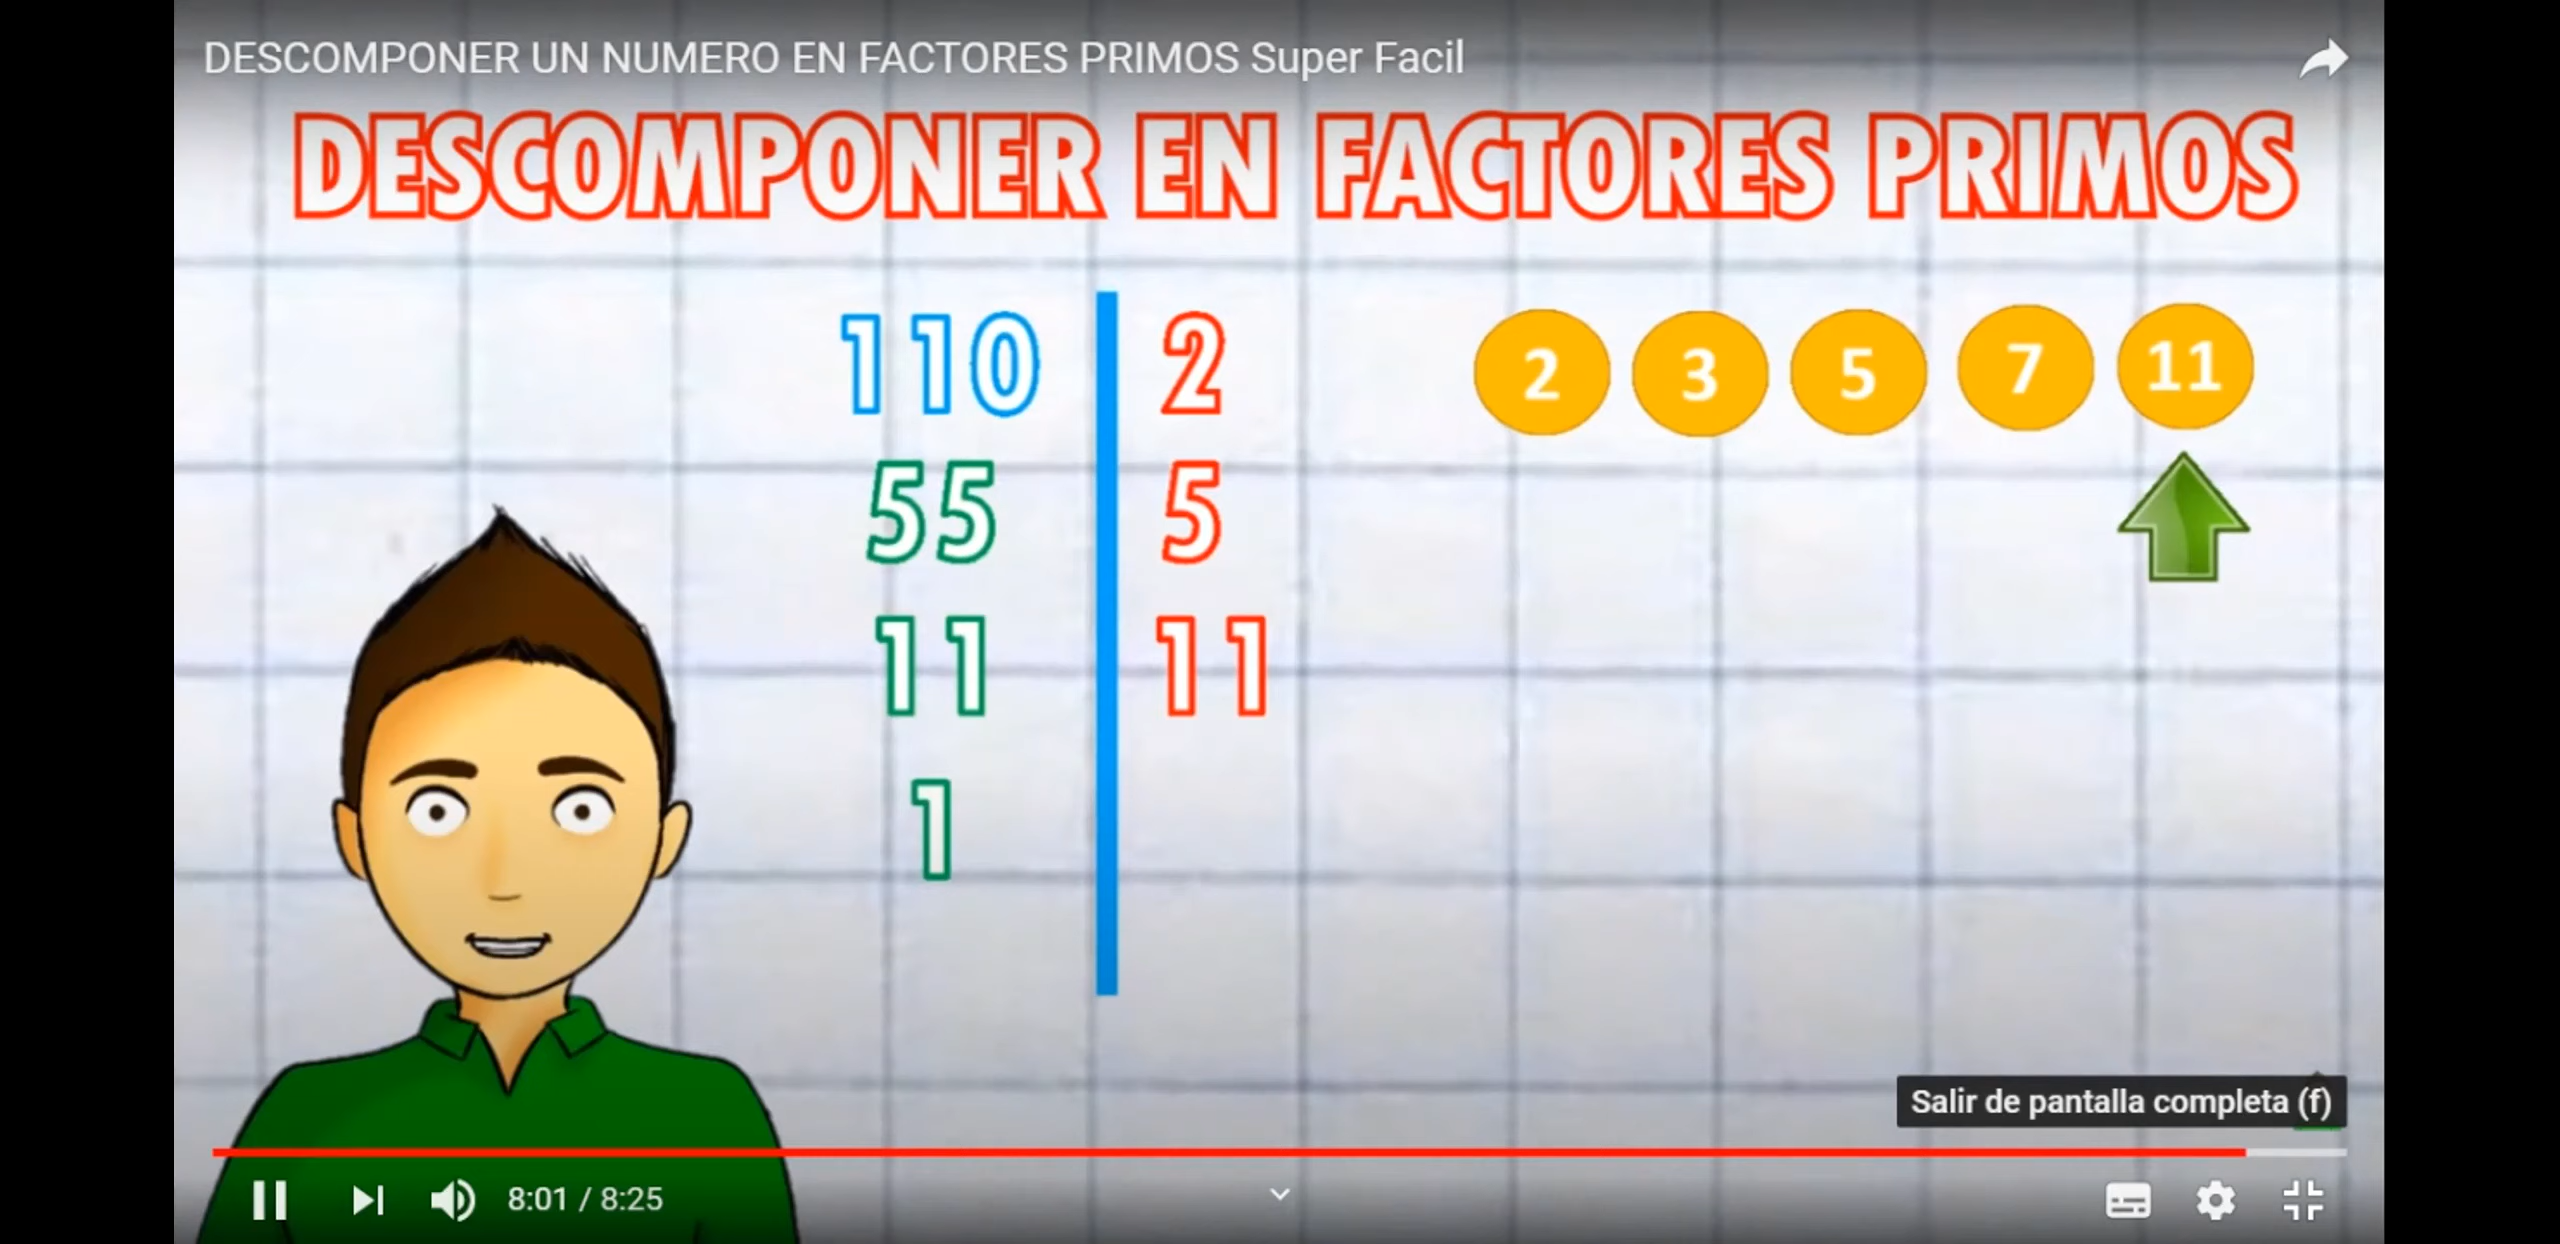 DESCOMPONER UN NUMERO EN FACTORES PRIMOS Super Facil
DESCOMPONER EN FACTORES PRIMOS
110 2
55 5
11 11
1
2 3 5 7 11
Salir de pantalla completa (f)
8:01 / 8:25